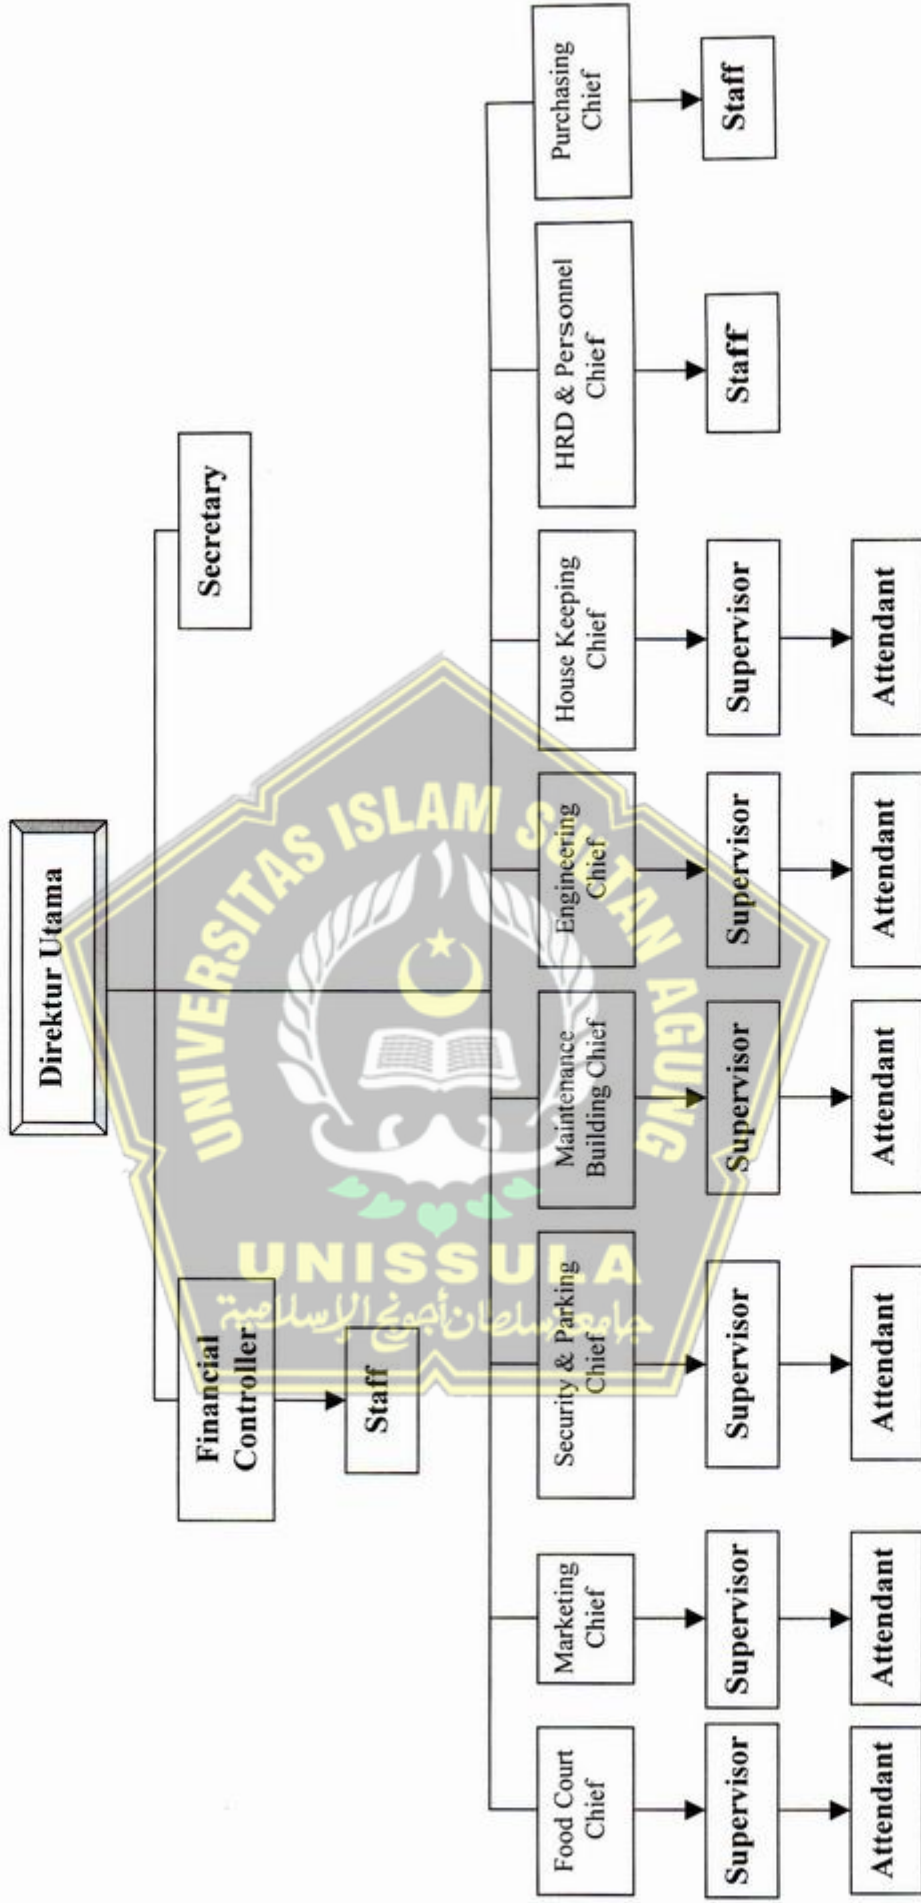 Direktur Utama
Financial
Controller
Secretary
Staff
Food Court
Chief
Marketing
Chief
Security & Parking
Chief
Maintenance
Building Chief
Engineering
Chief
House Keeping
Chief
HRD & Personnel
Chief
Purchasing
Chief
Supervisor
Supervisor
Supervisor
Supervisor
Supervisor
Supervisor
Staff
Staff
Attendant
Attendant
Attendant
Attendant
Attendant
Attendant
UNIVERSITAS ISLAM SULTAN AGUNG
UNISSULA
جامعة سلطان أجونج الإسلامية